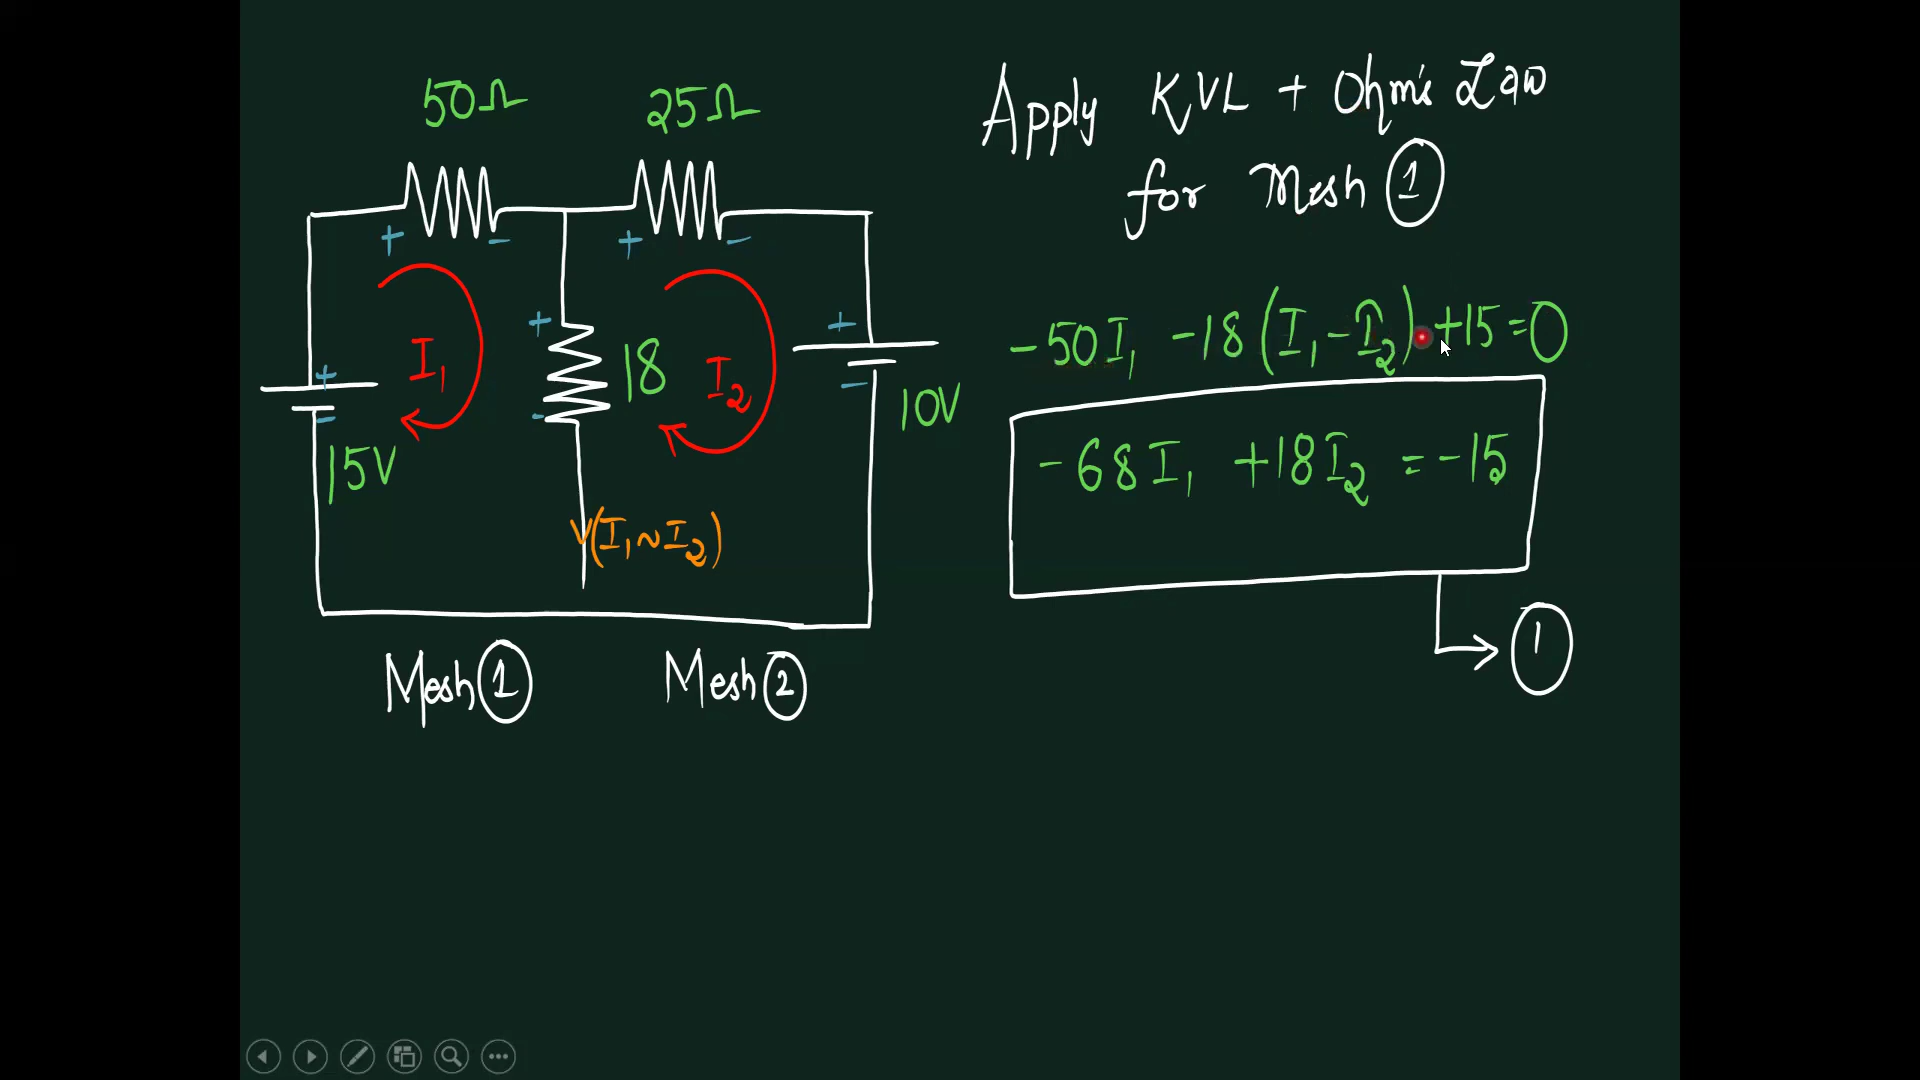 50Ω 25Ω
+ - + -
+ +
I₁ 18 I₂
+ - - -
15V 10V
(I₁~I₂)
Mesh ① Mesh ②
Apply KVL + Ohm's Law
for Mesh ①
-50I₁ -18(I₁-I₂) +15=0
-68I₁ +18I₂ = -15
①